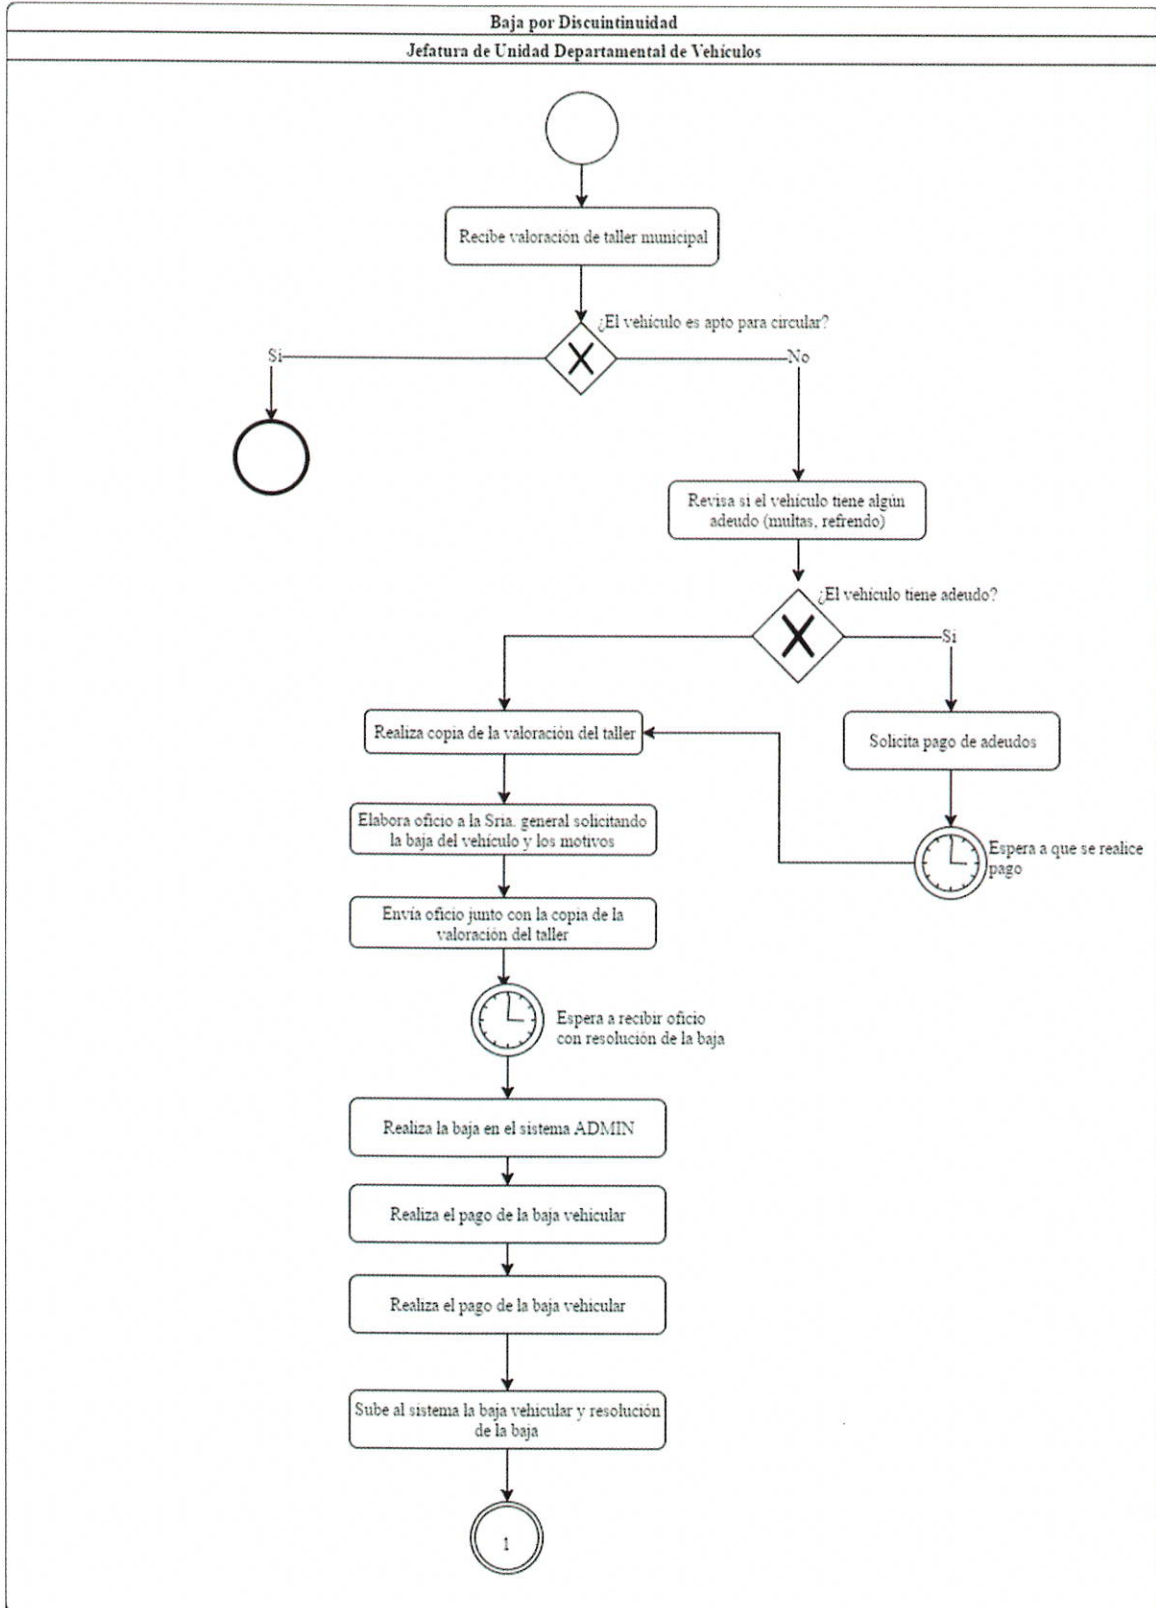 Baja por Discuintinuidad
Jefatura de Unidad Departamental de Vehículos
Recibe valoración de taller municipal
¿El vehículo es apto para circular?
Si
No
Revisa si el vehículo tiene algún
adeudo (multas, refrendo)
¿El vehículo tiene adeudo?
Si
Realiza copia de la valoración del taller
Solicita pago de adeudos
Elabora oficio a la Sria. general solicitando
la baja del vehículo y los motivos
Espera a que se realice
pago
Envía oficio junto con la copia de la
valoración del taller
Espera a recibir oficio
con resolución de la baja
Realiza la baja en el sistema ADMIN
Realiza el pago de la baja vehicular
Realiza el pago de la baja vehicular
Sube al sistema la baja vehicular y resolución
de la baja
1